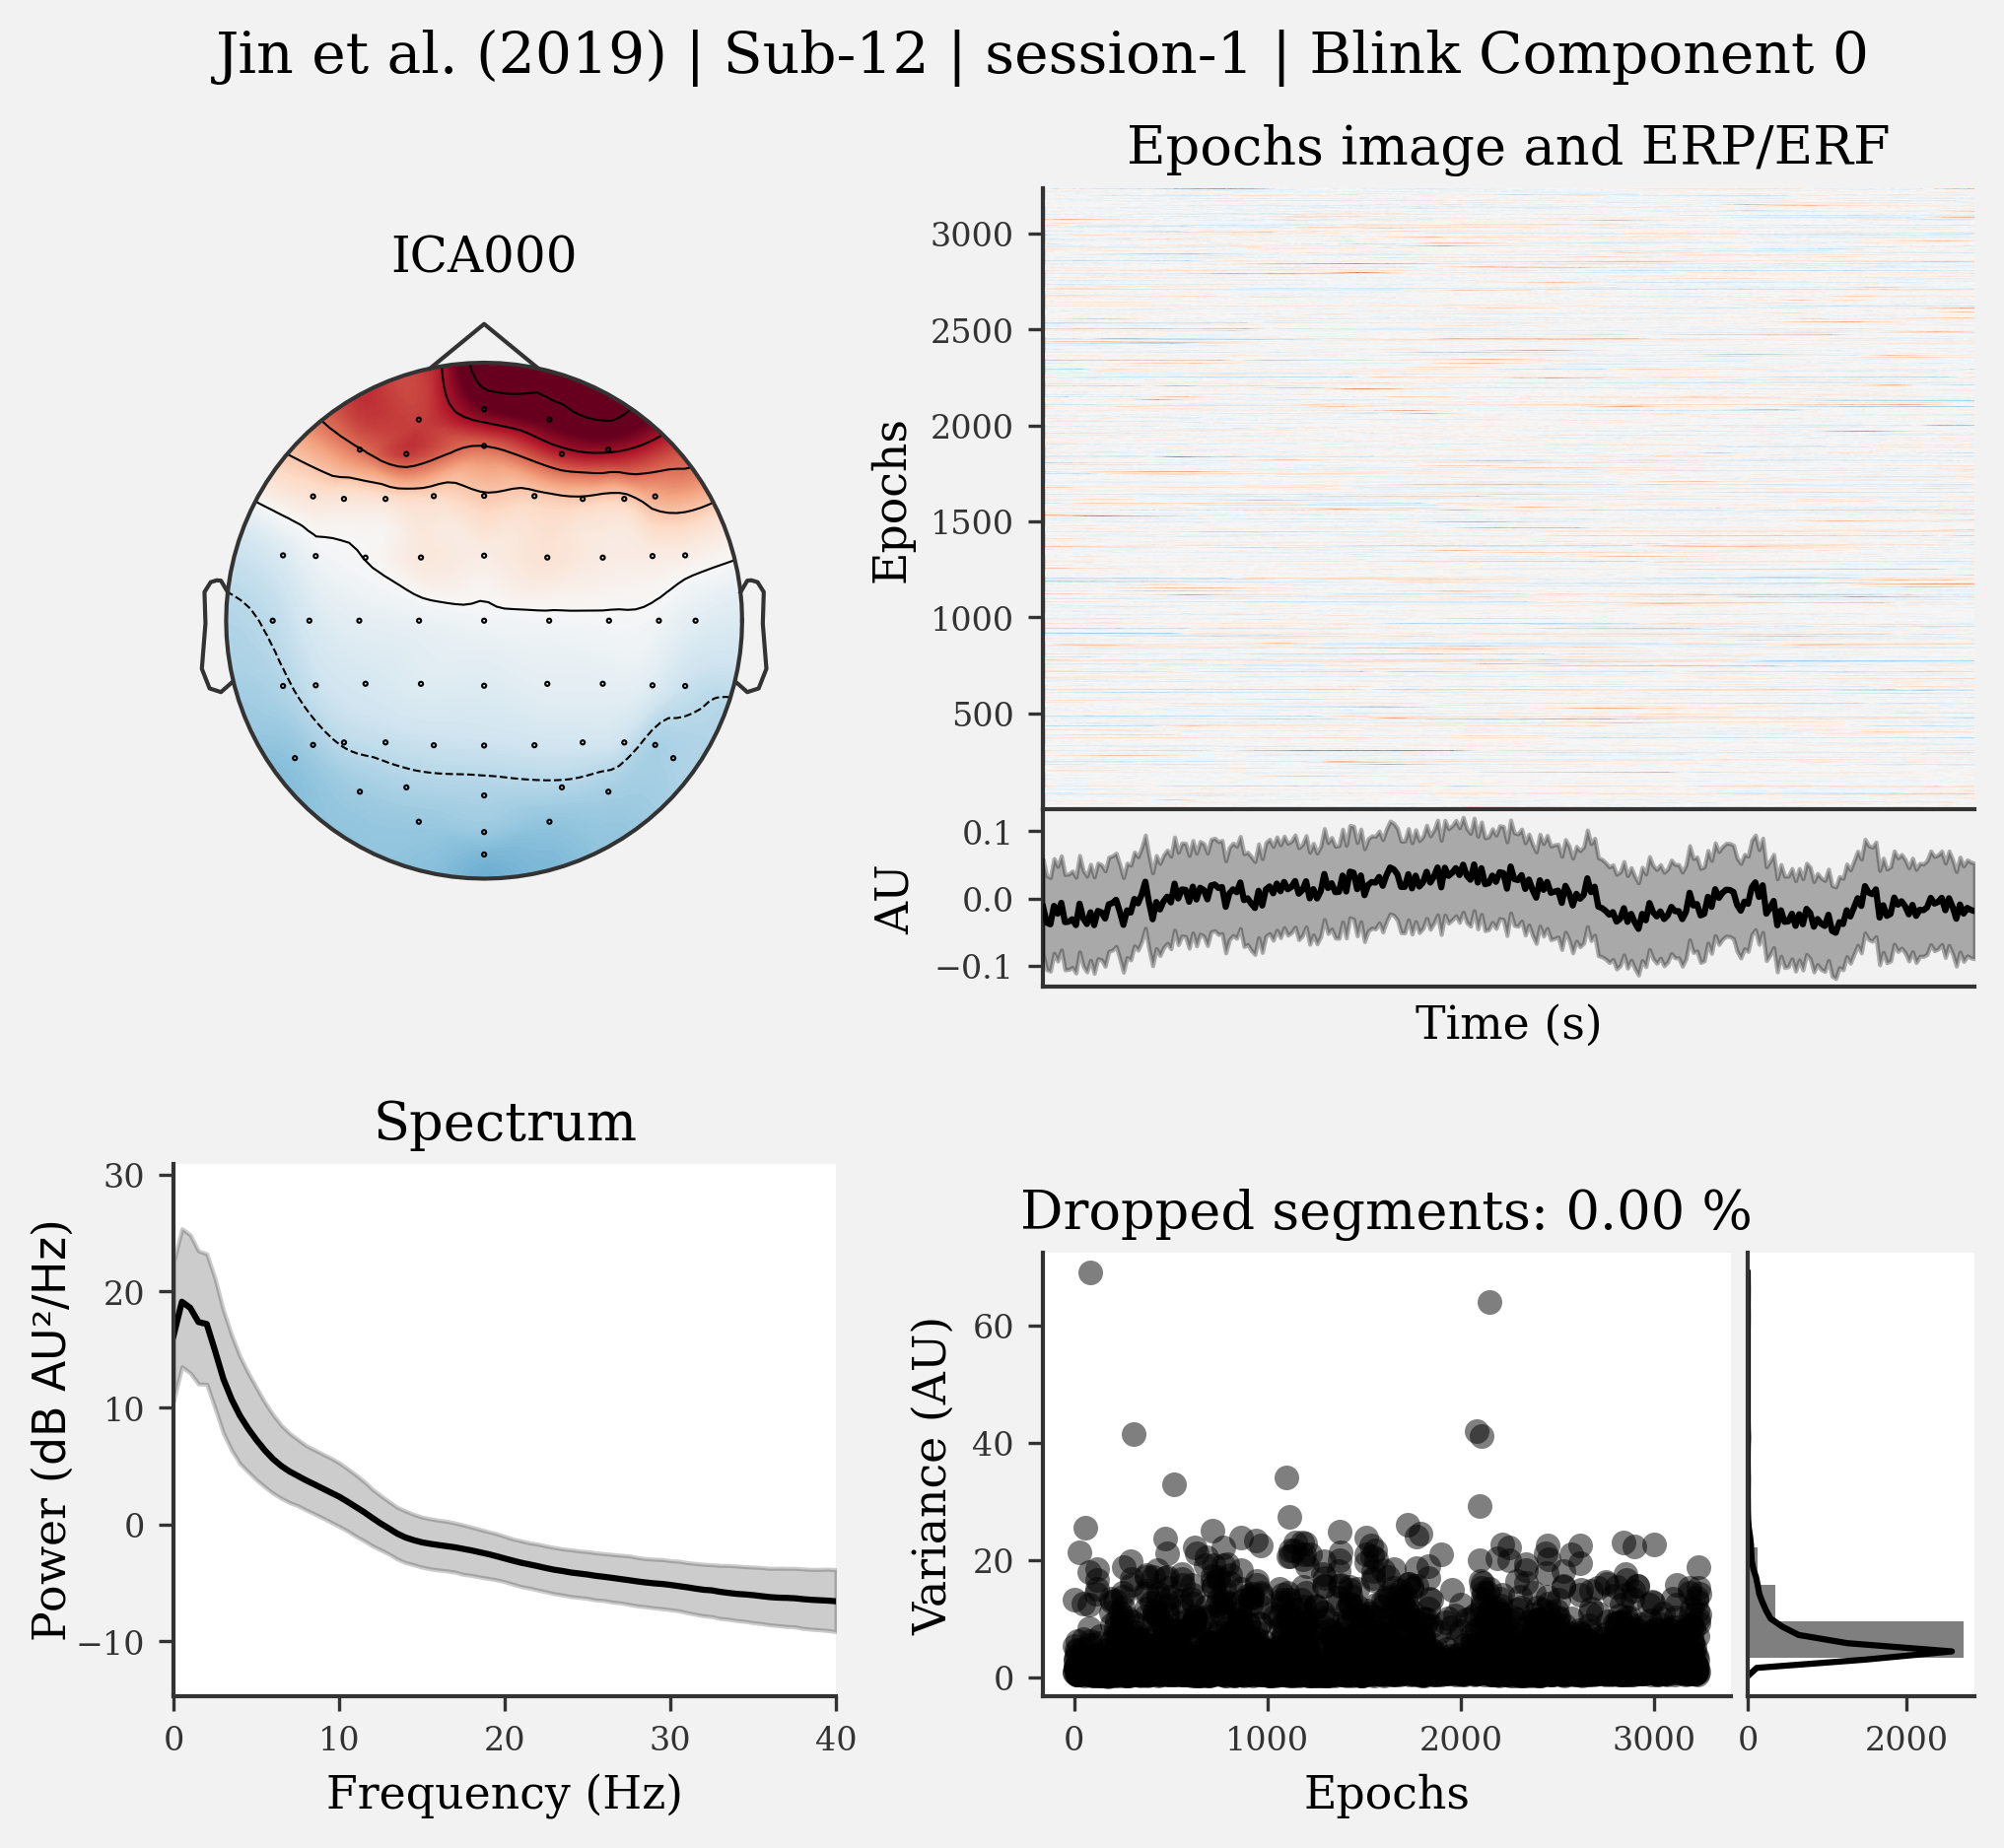 Jin et al. (2019) | Sub-12 | session-1 | Blink Component 0
ICA000
Epochs image and ERP/ERF
Epochs
3000
2500
2000
1500
1000
500
AU
0.1
0.0
−0.1
Time (s)
Spectrum
Power (dB AU²/Hz)
30
20
10
0
−10
0 10 20 30 40
Frequency (Hz)
Dropped segments: 0.00 %
Variance (AU)
60
40
20
0
0 1000 2000 3000
Epochs
0 2000